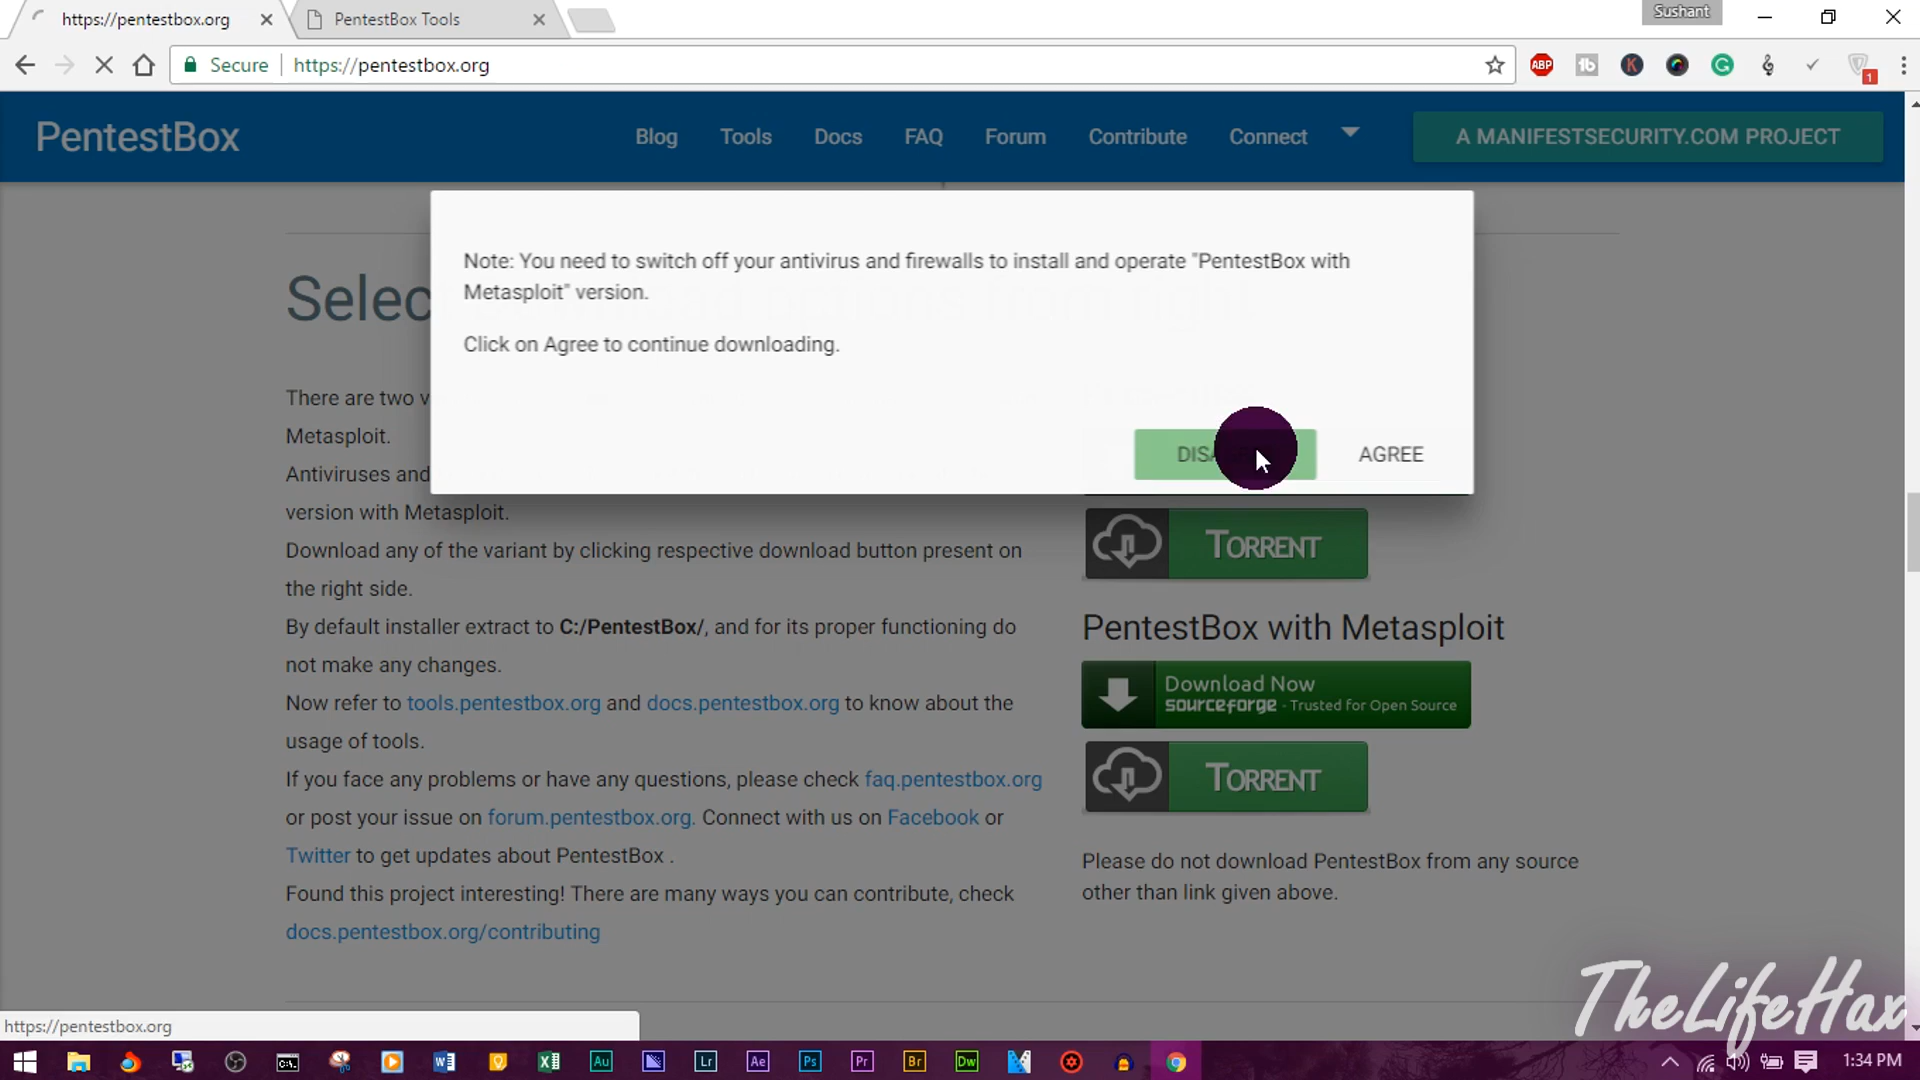 https://pentestbox.org
PentestBox Tools
Sushant
Secure
https://pentestbox.org
ABP
1
PentestBox
Blog
Tools
Docs
FAQ
Forum
Contribute
Connect
A MANIFESTSECURITY.COM PROJECT
Note: You need to switch off your antivirus and firewalls to install and operate "PentestBox with
Metasploit" version.
Click on Agree to continue downloading.
AGREE
Selec
There are two v
Metasploit.
Antiviruses and
version with Metasploit.
Download any of the variant by clicking respective download button present on
the right side.
By default installer extract to C:/PentestBox/, and for its proper functioning do
not make any changes.
Now refer to tools.pentestbox.org and docs.pentestbox.org to know about the
usage of tools.
If you face any problems or have any questions, please check faq.pentestbox.org
or post your issue on forum.pentestbox.org. Connect with us on Facebook or
Twitter to get updates about PentestBox .
Found this project interesting! There are many ways you can contribute, check
docs.pentestbox.org/contributing
TORRENT
PentestBox with Metasploit
Download Now
sourceforge - Trusted for Open Source
TORRENT
Please do not download PentestBox from any source
other than link given above.
TheLifeHax
https://pentestbox.org
Au
Lr
Ae
Ps
Pr
Br
Dw
1:34 PM